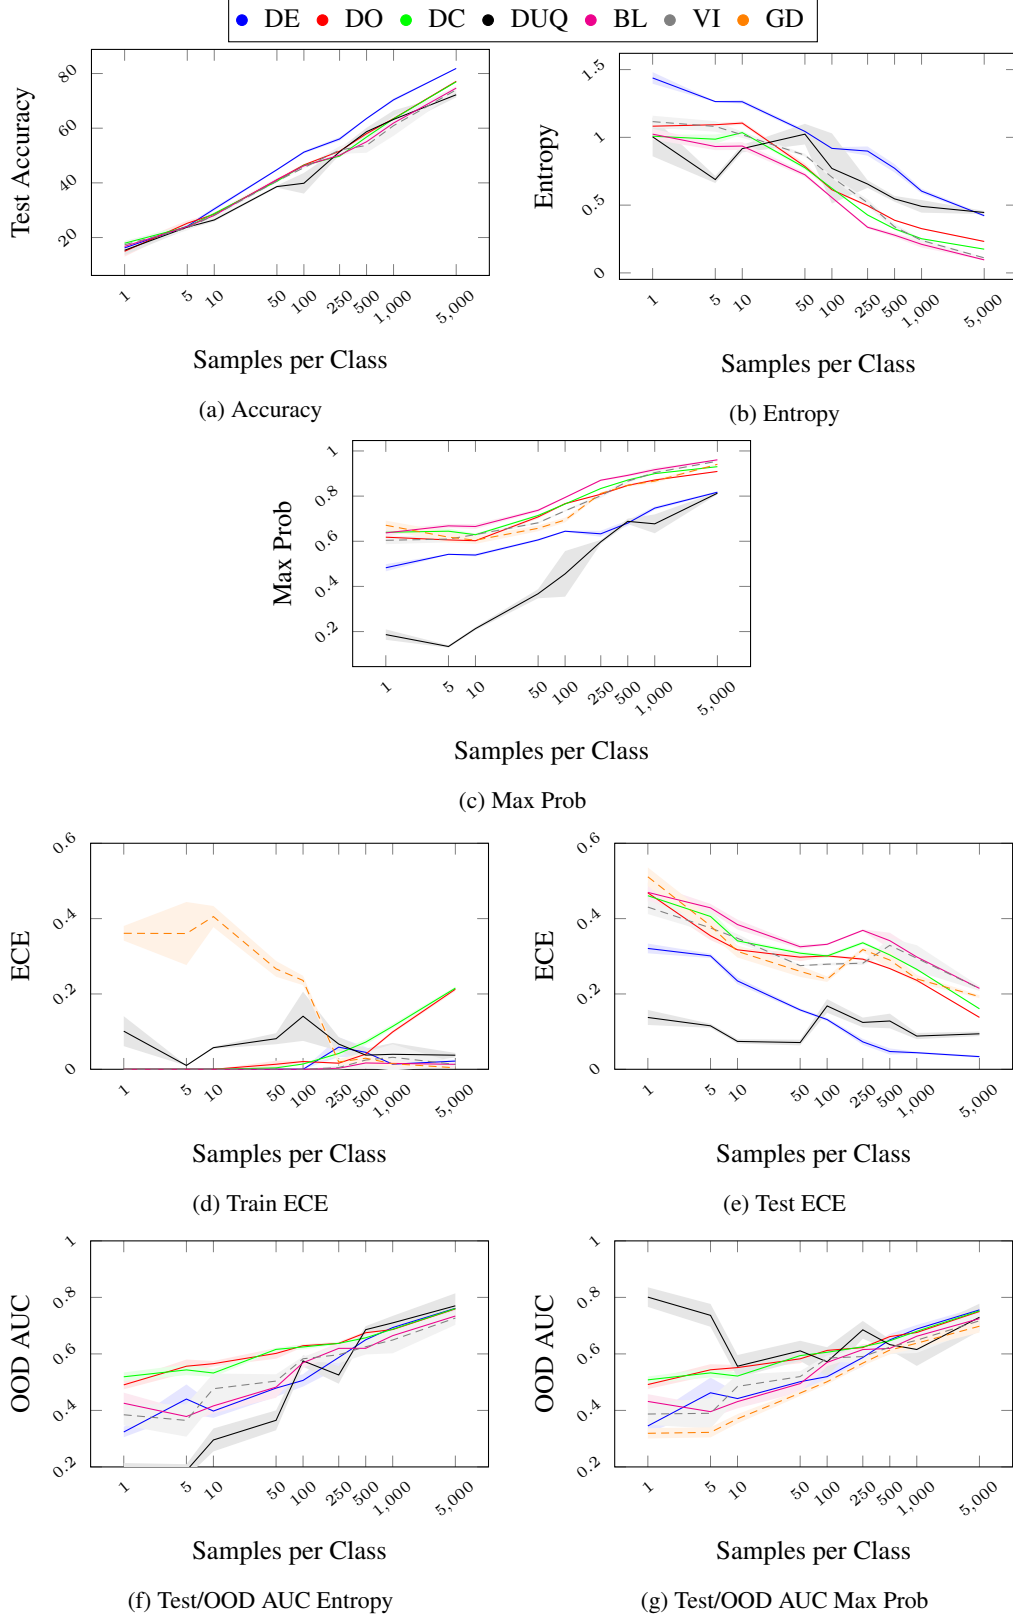 DE DO DC DUQ BL VI GD
Test Accuracy
80
60
40
20
1 5 10 50 100 250 500 1,000 5,000
Samples per Class
(a) Accuracy
Entropy
1.5
1
0.5
0
1 5 10 50 100 250 500 1,000 5,000
Samples per Class
(b) Entropy
Max Prob
1
0.8
0.6
0.4
0.2
1 5 10 50 100 250 500 1,000 5,000
Samples per Class
(c) Max Prob
ECE
0.6
0.4
0.2
0
1 5 10 50 100 250 500 1,000 5,000
Samples per Class
(d) Train ECE
ECE
0.6
0.4
0.2
0
1 5 10 50 100 250 500 1,000 5,000
Samples per Class
(e) Test ECE
OOD AUC
1
0.8
0.6
0.4
0.2
1 5 10 50 100 250 500 1,000 5,000
Samples per Class
(f) Test/OOD AUC Entropy
OOD AUC
1
0.8
0.6
0.4
0.2
1 5 10 50 100 250 500 1,000 5,000
Samples per Class
(g) Test/OOD AUC Max Prob